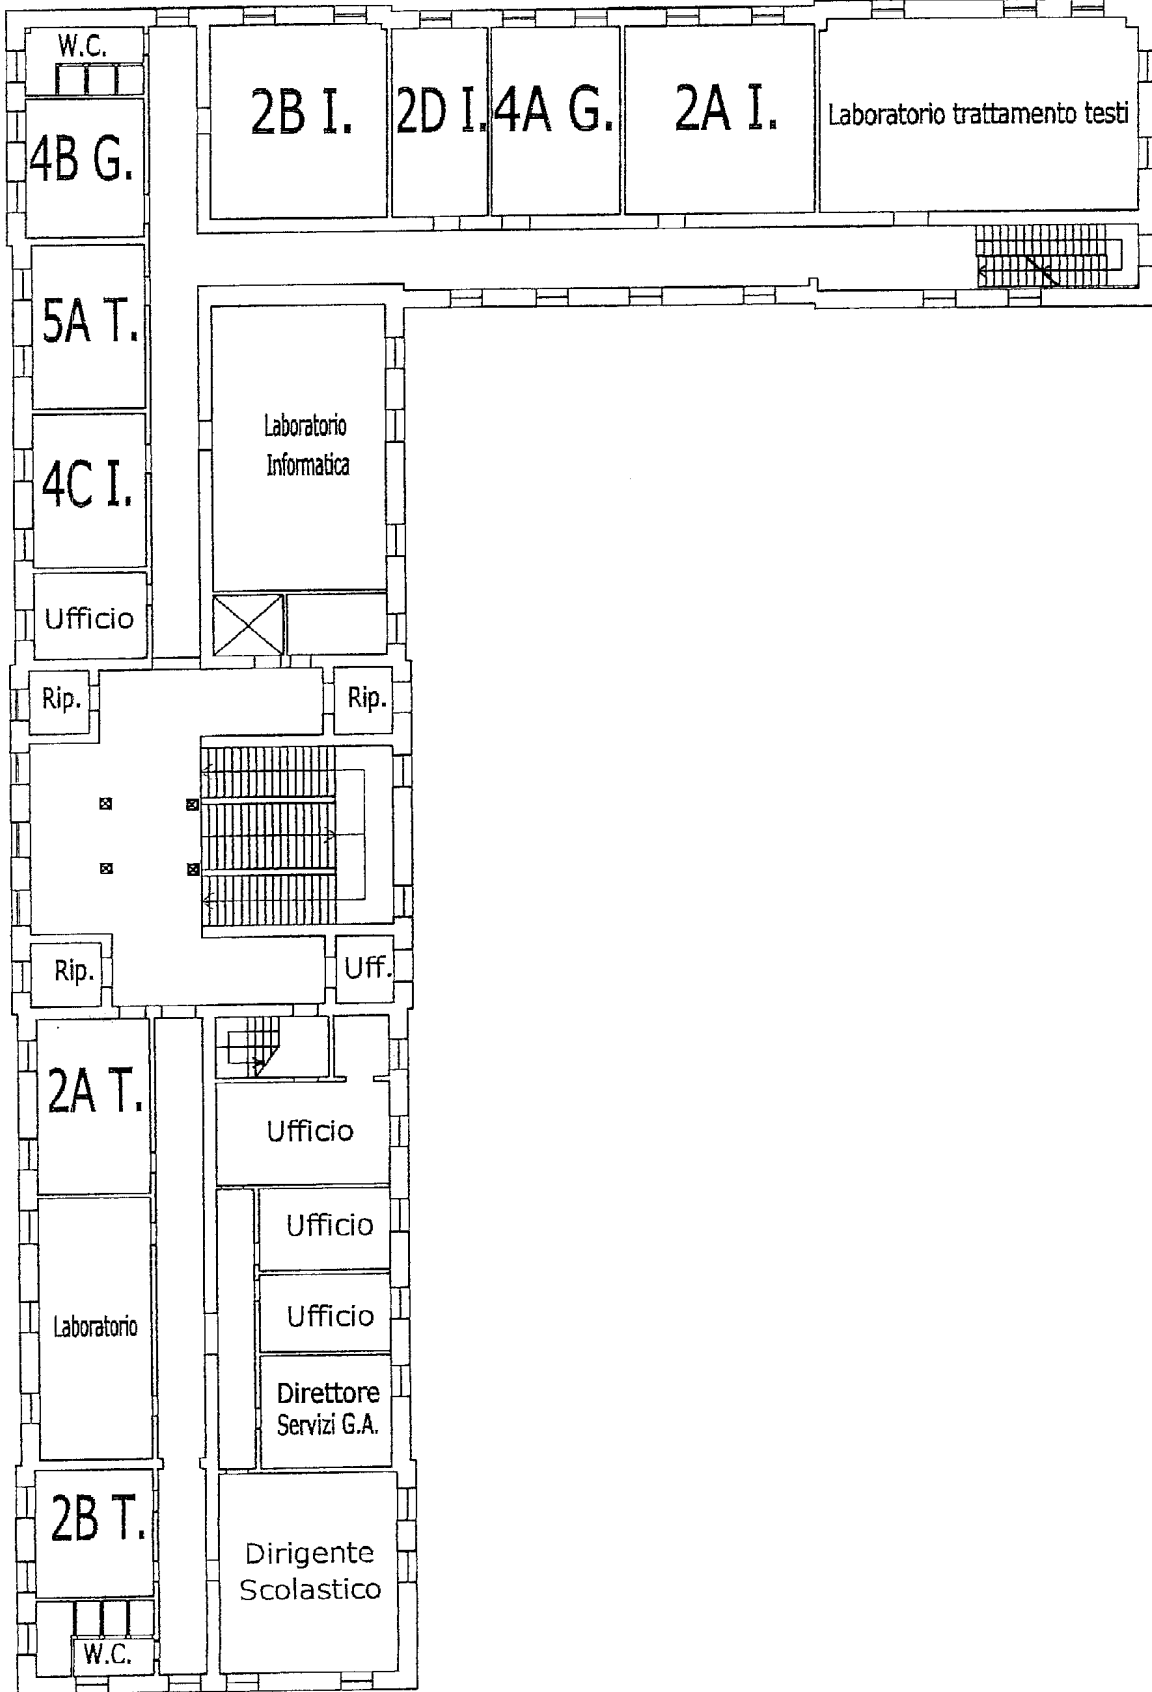 W.C.
2B I.
2D I.
4A G.
2A I.
Laboratorio trattamento testi
4B G.
5A T.
4C I.
Laboratorio
Informatica
Ufficio
Rip.
Rip.
Rip.
Uff.
2A T.
Ufficio
Ufficio
Laboratorio
Ufficio
Direttore
Servizi G.A.
2B T.
Dirigente
Scolastico
W.C.